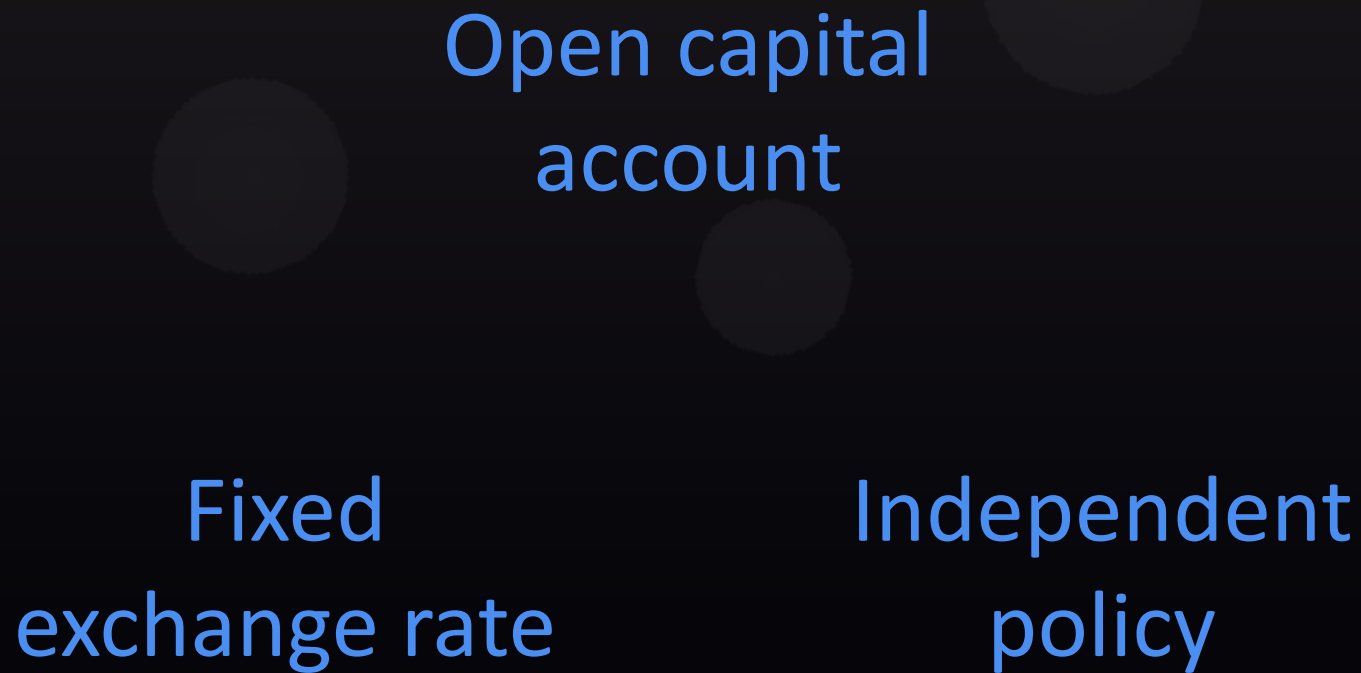 Open capital
account
Fixed
exchange rate
Independent
policy